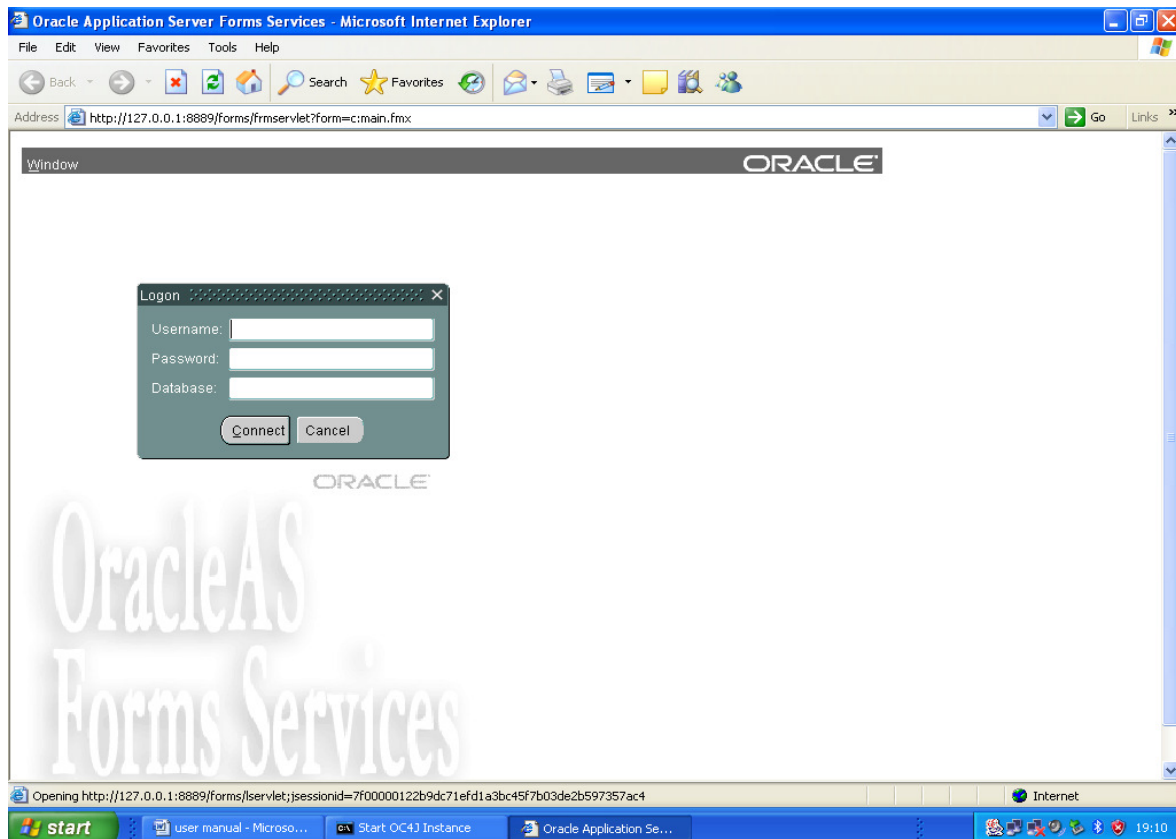 Oracle Application Server Forms Services - Microsoft Internet Explorer
File Edit View Favorites Tools Help
Back Search Favorites
Address http://127.0.0.1:8889/forms/frmservlet?form=c:main.fmx Go Links »
Window ORACLE
Logon
Username:
Password:
Database:
Connect Cancel
ORACLE
OracleAS
Forms Services
Opening http://127.0.0.1:8889/forms/lservlet;jsessionid=7f00000122b9dc71efd1a3bc45f7b03de2b597357ac4 Internet
start user manual - Microso... Start OC4J Instance Oracle Application Se... 19:10